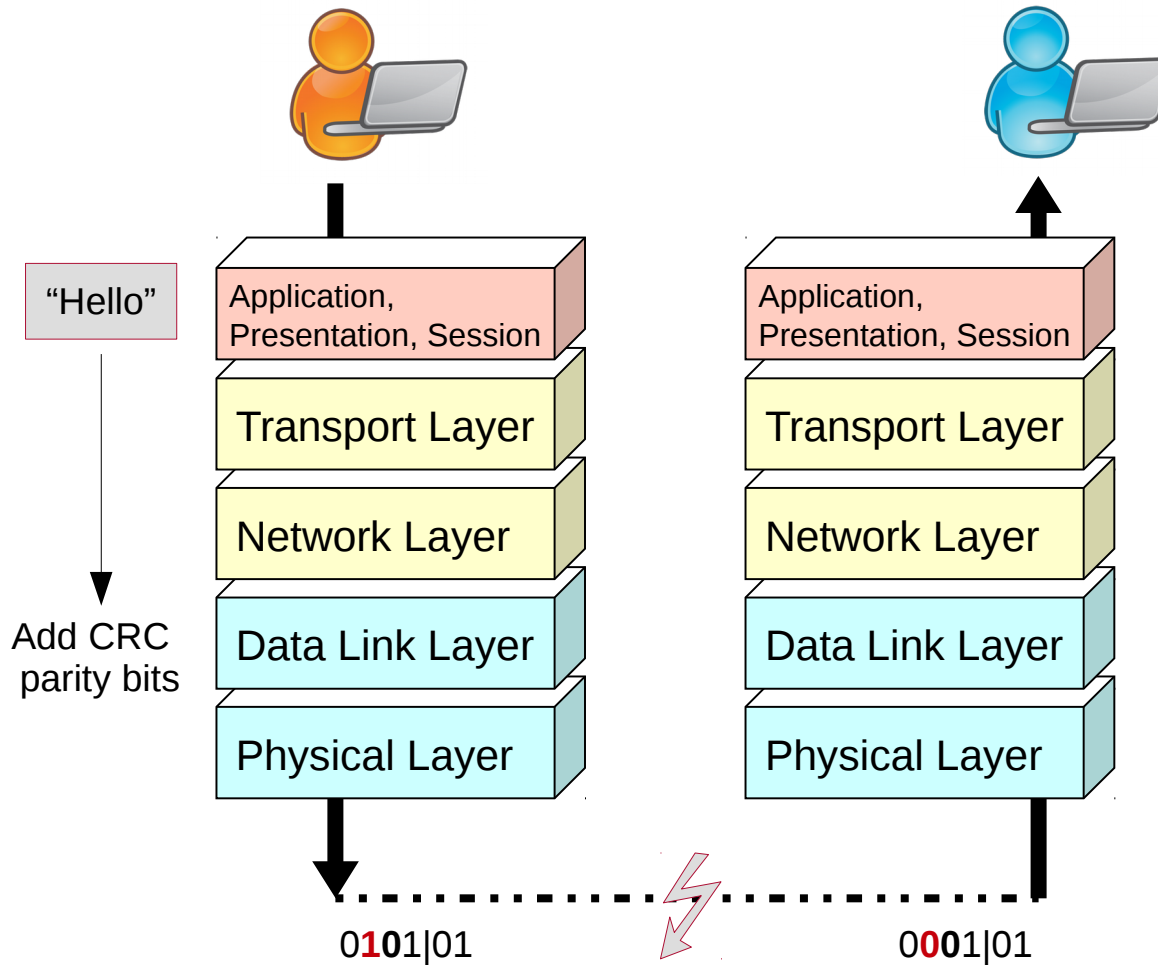 “Hello”
Application,
Presentation, Session
Transport Layer
Network Layer
Data Link Layer
Physical Layer
Add CRC
parity bits
Application,
Presentation, Session
Transport Layer
Network Layer
Data Link Layer
Physical Layer
0101|01
0001|01